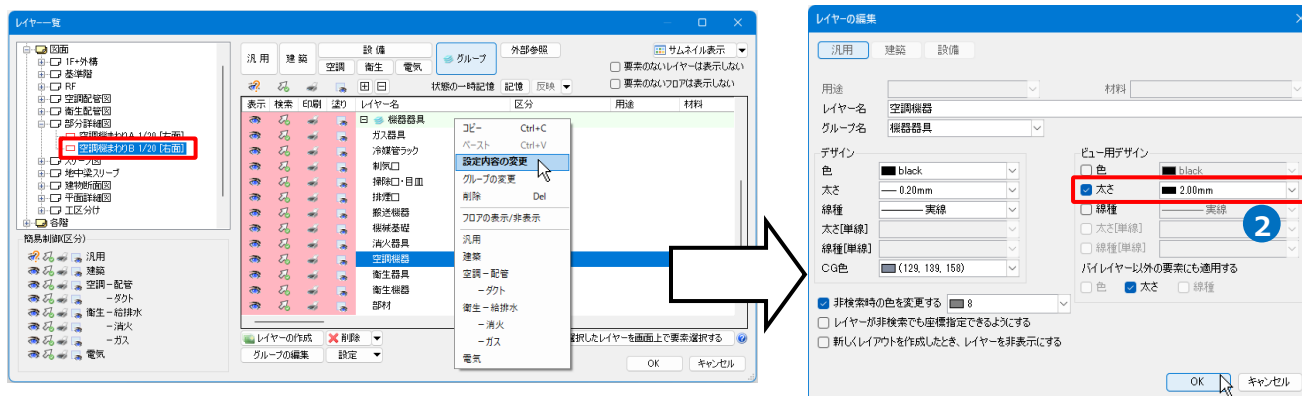 レイヤー一覧
図面
1F+外構
基準階
RF
空調配管図
衛生配管図
部分詳細図
空調機まわりA 1/20 [右面]
空調機まわりB 1/20 [右面]
スリーブ図
地中梁スリーブ
建物断面図
平面詳細図
工区分け
各階
簡易制御(区分)
汎用
建築
空調－配管
－ダクト
衛生－給排水
－消火
－ガス
電気
汎用 建築 設備 空調 衛生 電気 グループ 外部参照 サムネイル表示
要素のないレイヤーは表示しない
状態の一時記憶 記憶 反映 要素のないフロアは表示しない
表示 検索 印刷 塗り レイヤー名 区分 用途 材料
機器器具
ガス器具
冷媒管ラック
制気口
掃除口・目皿
排煙口
搬送機器
機械基礎
消火器具
空調機器
衛生器具
衛生機器
部材
コピー Ctrl+C
ペースト Ctrl+V
設定内容の変更
グループの変更
削除 Del
フロアの表示/非表示
汎用
建築
空調－配管
－ダクト
衛生－給排水
－消火
－ガス
電気
レイヤーの作成 削除 択したレイヤーを画面上で要素選択する
グループの編集 設定
OK キャンセル
レイヤーの編集
汎用 建築 設備
用途 材料
レイヤー名 空調機器
グループ名 機器器具
デザイン
色 black
太さ 0.20mm
線種 実線
太さ[単線]
線種[単線]
CG色 (129, 139, 158)
ビュー用デザイン
色 black
太さ 2.00mm
線種 実線
2
太さ[単線]
線種[単線]
バイレイヤー以外の要素にも適用する
色 太さ 線種
非検索時の色を変更する 8
レイヤーが非検索でも座標指定できるようにする
新しくレイアウトを作成したとき、レイヤーを非表示にする
OK キャンセル